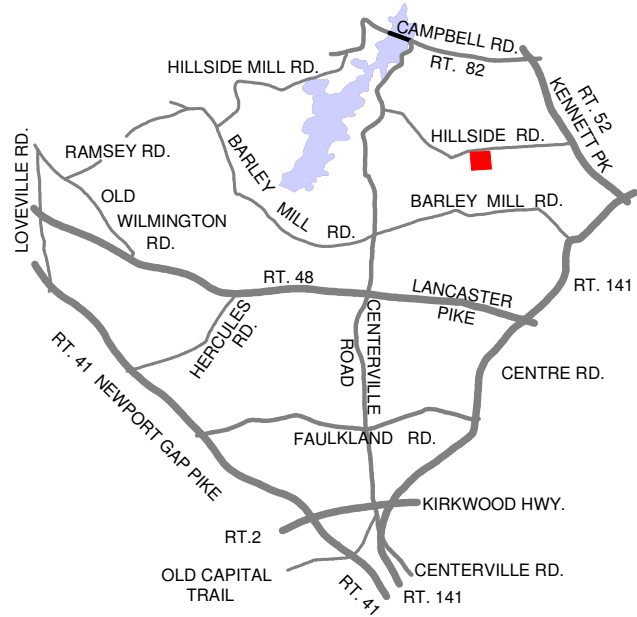 CAMPBELL RD.
RT. 82
HILLSIDE MILL RD.
RT. 52
KENNETT PK
HILLSIDE RD.
LOVEVILLE RD.
RAMSEY RD.
BARLEY
MILL
RD.
OLD
WILMINGTON
RD.
BARLEY MILL RD.
RT. 48
LANCASTER
PIKE
RT. 141
HERCULES
RD.
CENTERVILLE
ROAD
RT. 41 NEWPORT GAP PIKE
CENTRE RD.
FAULKLAND RD.
KIRKWOOD HWY.
RT.2
OLD CAPITAL
TRAIL
CENTERVILLE RD.
RT. 41
RT. 141